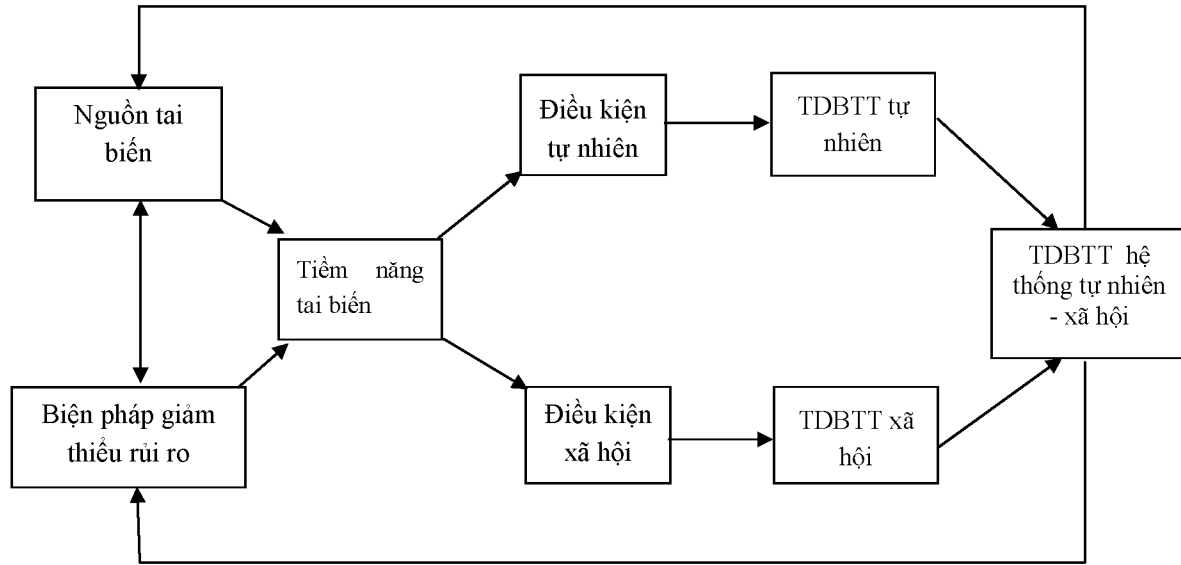 Nguồn tai
biến
Điều kiện
tự nhiên
TDBTT tự
nhiên
Tiềm năng
tai biến
TDBTT hệ
thống tự nhiên
- xã hội
Biện pháp giảm
thiểu rủi ro
Điều kiện
xã hội
TDBTT xã
hội